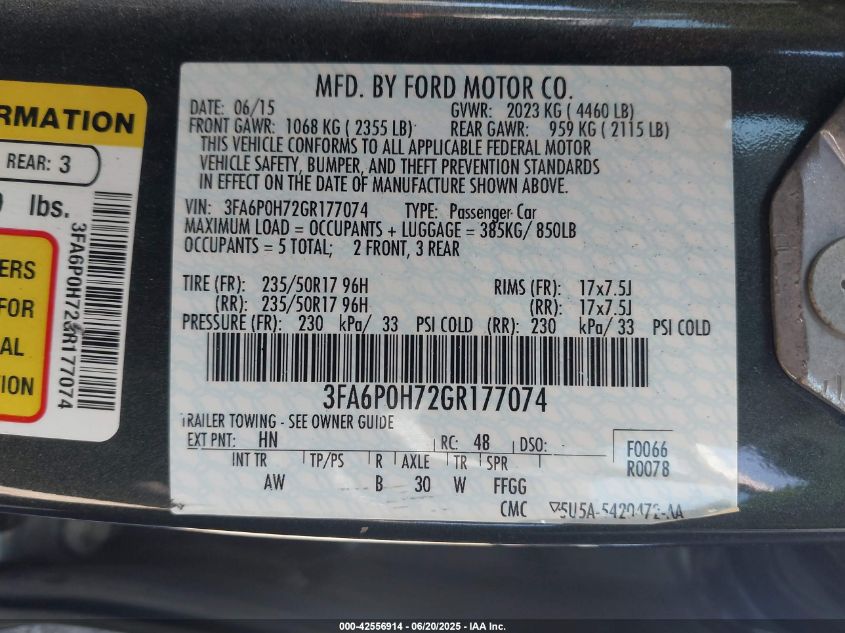 RMATION
REAR: 3
lbs.
3FA6P0H72GR177074
ERS
FOR
AL
TION
MFD. BY FORD MOTOR CO.
DATE: 06/15 GVWR: 2023 KG ( 4460 LB)
FRONT GAWR: 1068 KG ( 2355 LB) REAR GAWR: 959 KG ( 2115 LB)
THIS VEHICLE CONFORMS TO ALL APPLICABLE FEDERAL MOTOR
VEHICLE SAFETY, BUMPER, AND THEFT PREVENTION STANDARDS
IN EFFECT ON THE DATE OF MANUFACTURE SHOWN ABOVE.
VIN: 3FA6P0H72GR177074 TYPE: Passenger Car
MAXIMUM LOAD = OCCUPANTS + LUGGAGE = 385KG/ 850LB
OCCUPANTS = 5 TOTAL; 2 FRONT, 3 REAR
TIRE (FR): 235/50R17 96H RIMS (FR): 17x7.5J
(RR): 235/50R17 96H (RR): 17x7.5J
PRESSURE (FR): 230 kPa/ 33 PSI COLD (RR): 230 kPa/ 33 PSI COLD
3FA6P0H72GR177074
TRAILER TOWING - SEE OWNER GUIDE
EXT PNT: HN RC: 48 DSO: F0066
INT TR TP/PS R AXLE TR SPR R0078
AW B 30 W FFGG
CMC
000-42556914 / 06/20/2025 - IAA Inc.